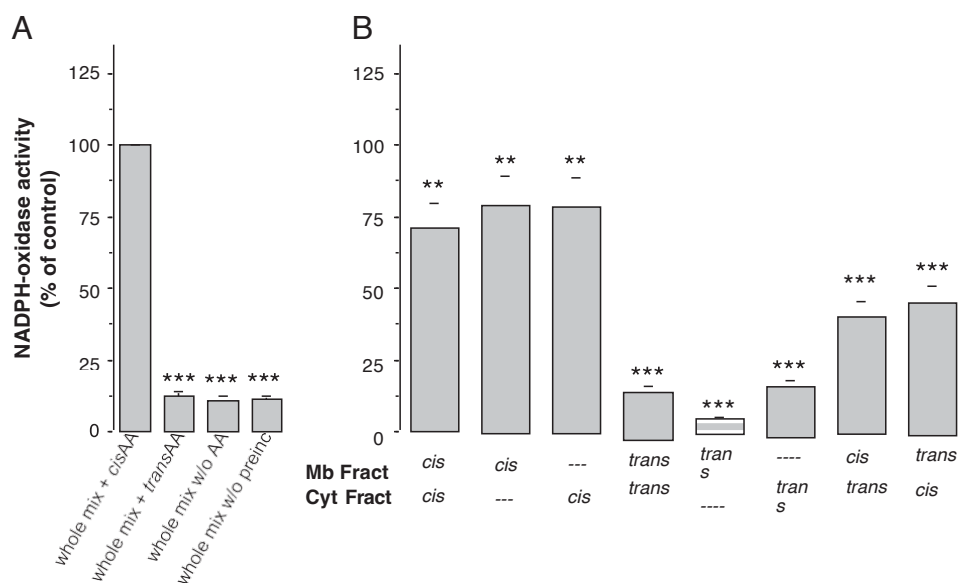 A
B
NADPH-oxidase activity
(% of control)
125
100
75
50
25
0
***
***
***
whole mix + cisAA
whole mix + transAA
whole mix w/o AA
whole mix w/o preinc
125
100
75
50
25
0
**
**
**
***
***
***
***
***
Mb Fract
cis
cis
---
trans
tran
s
----
cis
trans
Cyt Fract
cis
---
cis
trans
----
tran
s
trans
cis